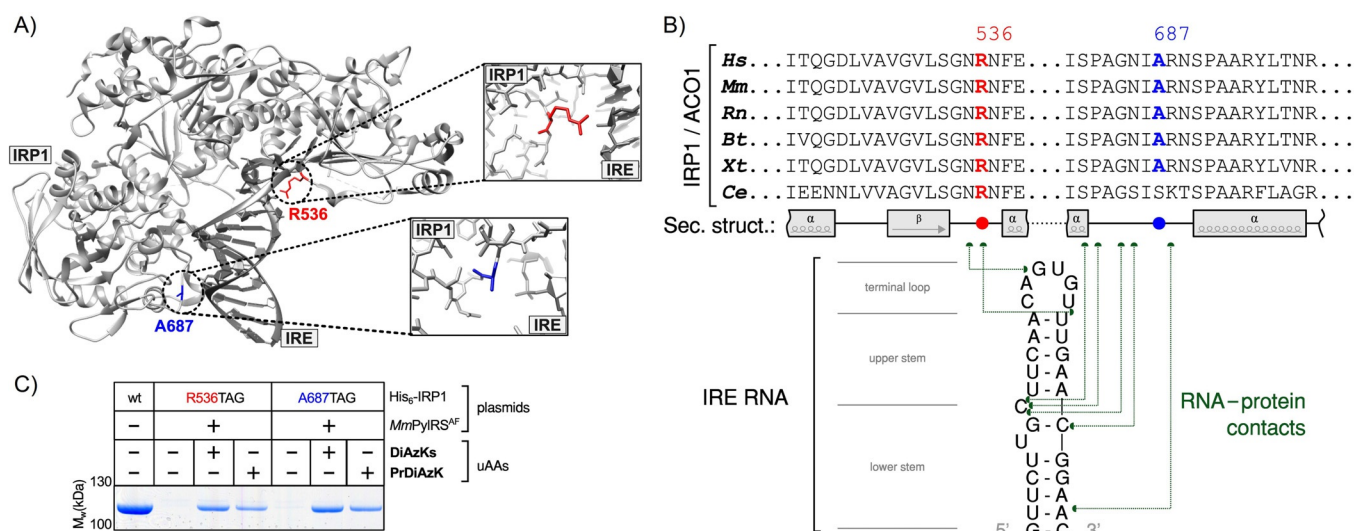 A)
IRP1
R536
A687
IRE
IRP1
IRE
IRP1
IRE
B)
536 687
IRP1 / ACO1
Hs...ITQGDLVAVGVLSGNRNFE...ISPAGNIARNSPAARYLTNR...
Mm...ITQGDLVAVGVLSGNRNFE...ISPAGNIARNSPAARYLTNR...
Rn...ITQGDLVAVGVLSGNRNFE...ISPAGNIARNSPAARYLTNR...
Bt...IVQGDLVAVGVLSGNRNFE...ISPAGNIARNSPAARYLTNR...
Xt...ITQGDLVAVGVLSGNRNFE...ISPAGNIARNSPAARYLVNR...
Ce...IEENNLVVAGVLSGNRNFE...ISPAGSISKTSPAARFLAGR...
Sec. struct.: α β α α α
IRE RNA
terminal loop
upper stem
lower stem
G U
A G
C U
A - U
A - U
C - G
U - A
U - A
C
G - C
U
U - G
C - G
U - A
U - A
G - C
5' 3'
RNA–protein
contacts
C)
wt R536TAG A687TAG His6-IRP1
– + + MmPylRSAF
plasmids
– – + – + DiAzKs
– – + – + PrDiAzK
uAAs
Mw(kDa)
130
100